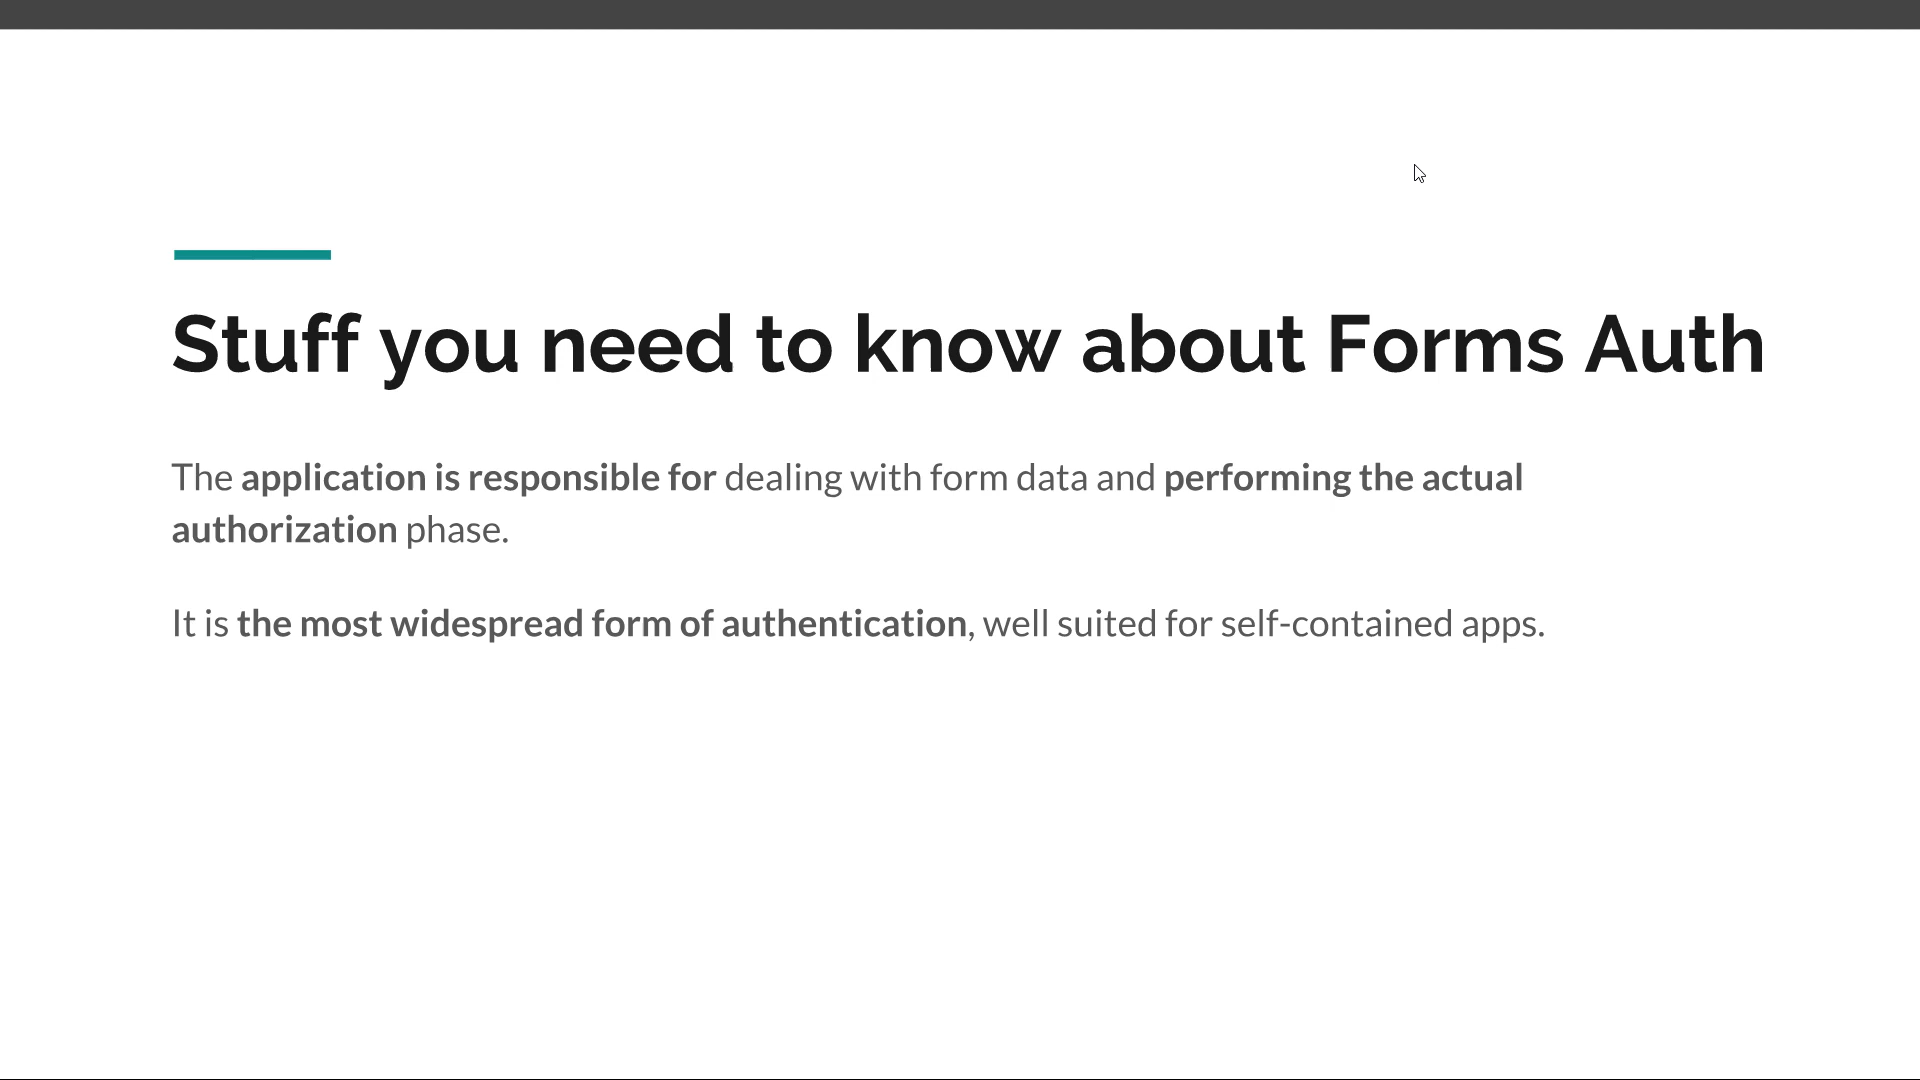 Stuff you need to know about Forms Auth
The application is responsible for dealing with form data and performing the actual
authorization phase.
It is the most widespread form of authentication, well suited for self-contained apps.